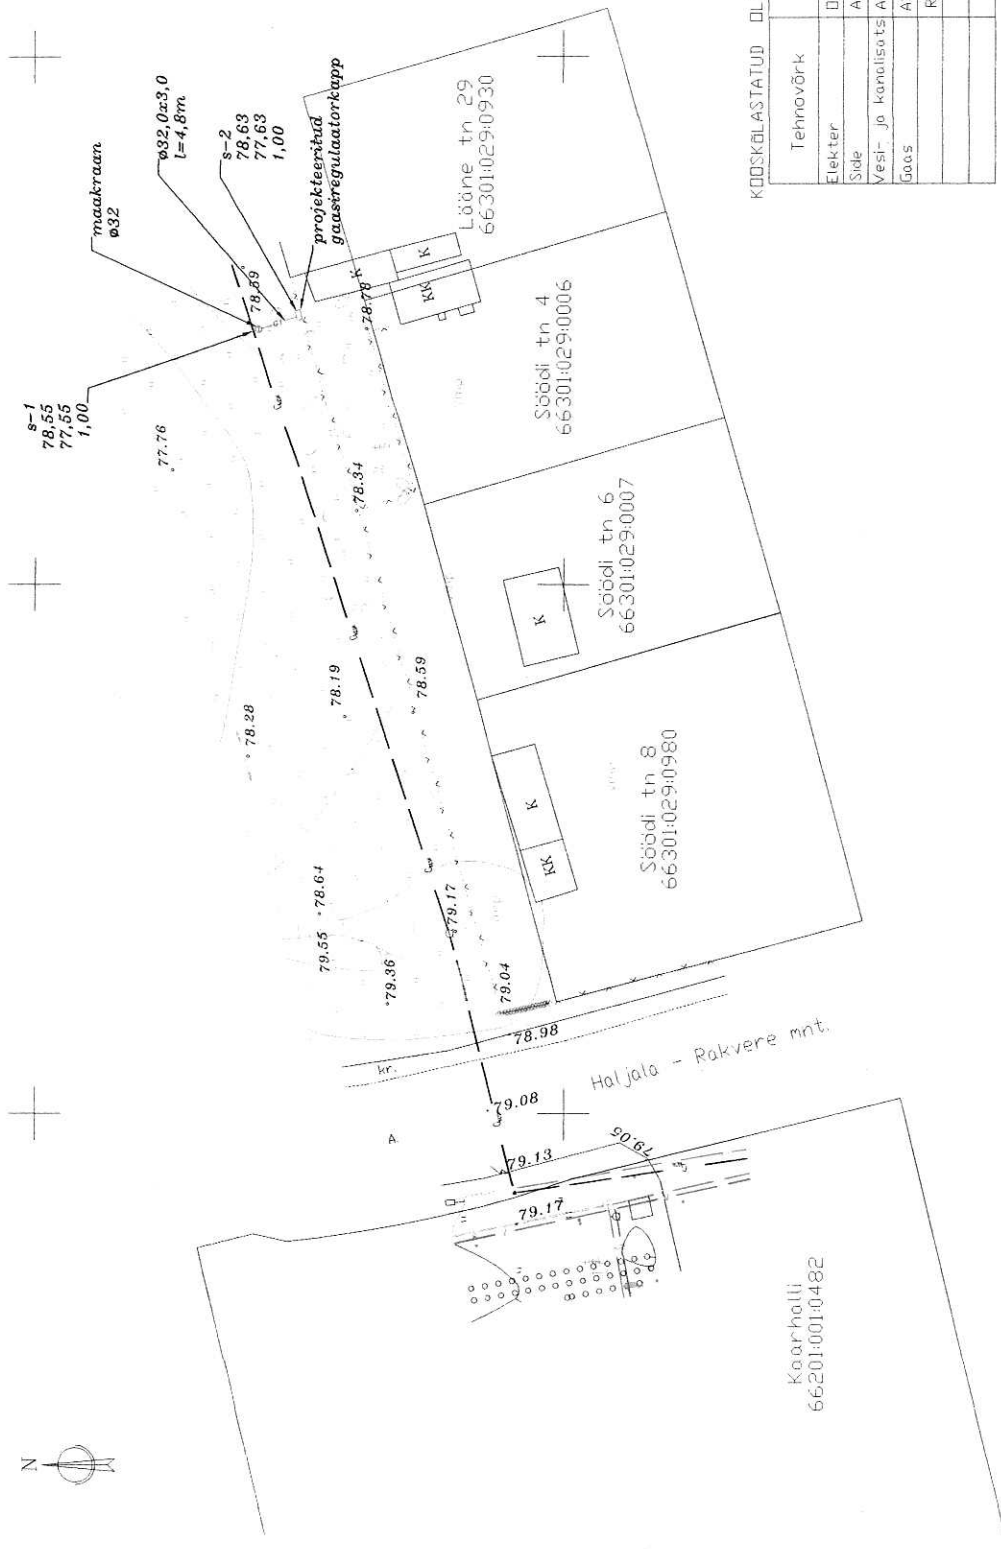 N
s-1
78,55
77,55
1,00
maakraan
ø32
ø32,0x3,0
l=4,8m
s-2
78,63
77,63
1,00
projekteeritud
gaasiregulaatorkapp
77.76
78.59
78.78
78.34
78.28
78.19
78.59
79.55
78.64
79.36
79.17
79.04
78.98
kr.
A
79.08
79.13
79.05
79.17
Haljala - Rakvere mnt.
K
K
KK
Lääne tn 29
66301:029:0930
Söödi tn 4
66301:029:0006
K
Söödi tn 6
66301:029:0007
K
KK
Söödi tn 8
66301:029:0980
Kaarhalli
66201:001:0482
KOOSKÕLASTATUD OL
Tehnovõrk
Elekter
Side A
Vesi- ja kanalisats A
Gaas A
R